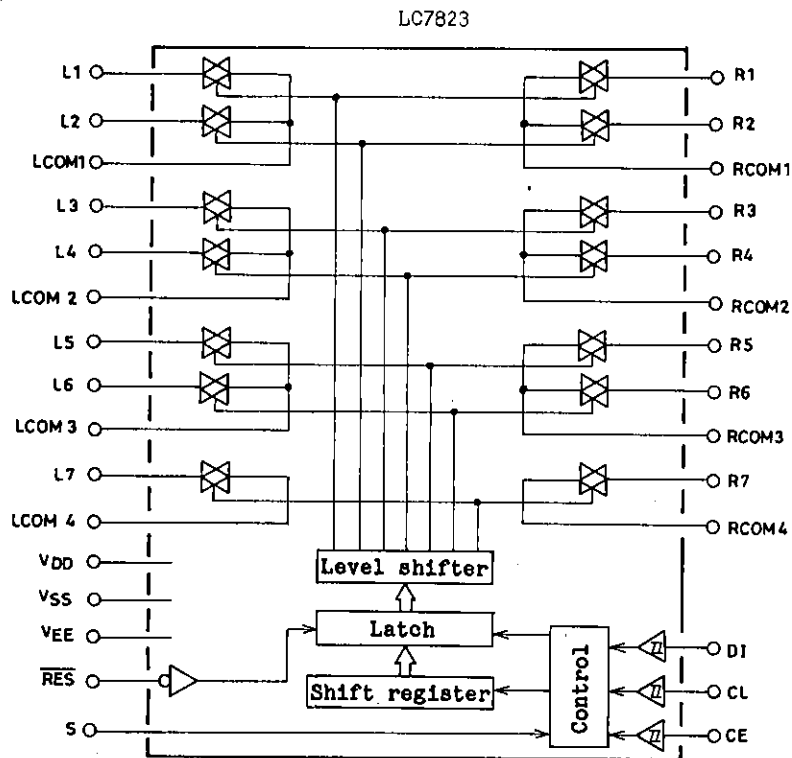 LC7823
L1
R1
L2
R2
LCOM1
RCOM1
L3
R3
L4
R4
LCOM 2
RCOM2
L5
R5
L6
R6
LCOM 3
RCOM3
L7
R7
LCOM 4
RCOM4
VDD
Level shifter
VSS
VEE
Latch
DI
RES
Shift register
Control
CL
S
CE